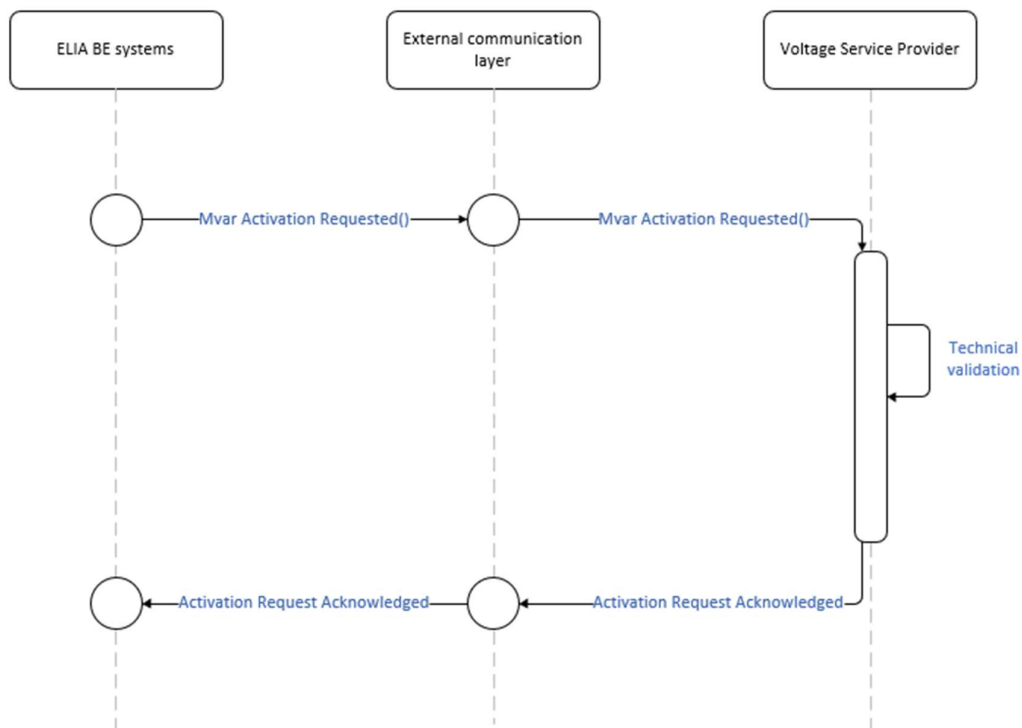 ELIA BE systems
External communication
layer
Voltage Service Provider
Mvar Activation Requested()
Mvar Activation Requested()
Technical
validation
Activation Request Acknowledged
Activation Request Acknowledged